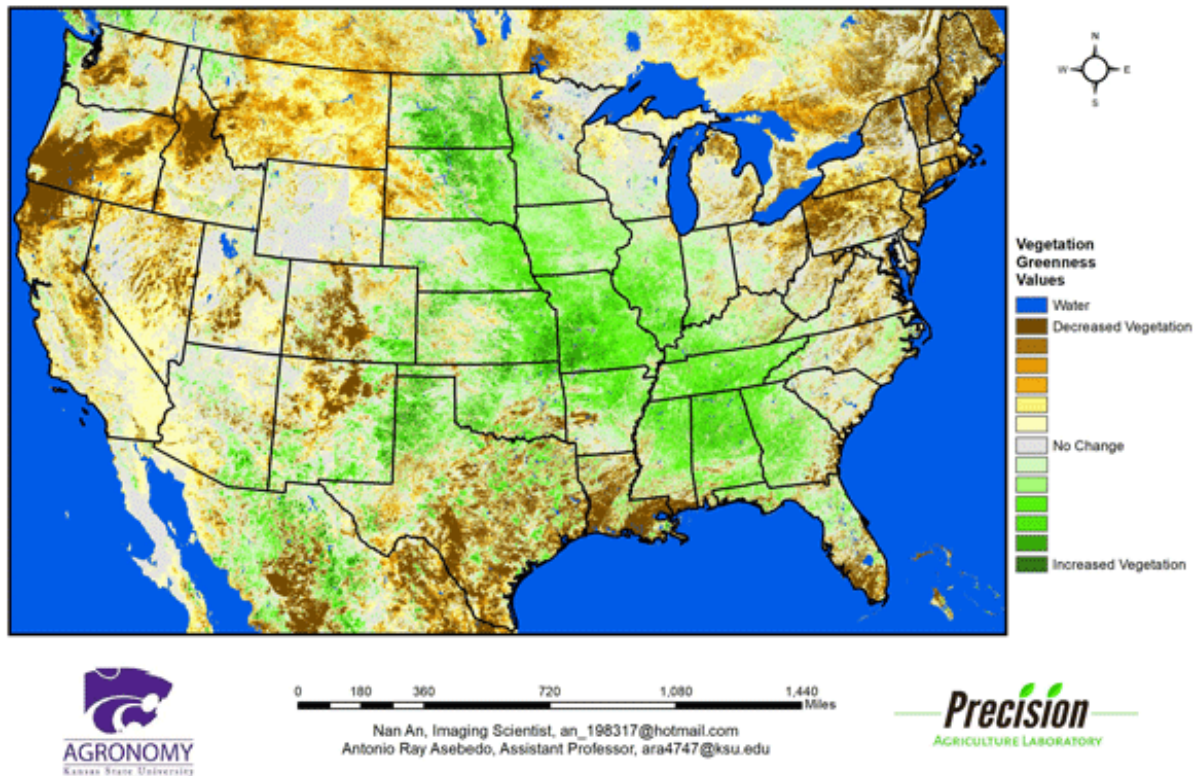 N
W E
S
Vegetation
Greenness
Values
Water
Decreased Vegetation
No Change
Increased Vegetation
0 180 360 720 1,080 1,440
Miles
Nan An, Imaging Scientist, an_198317@hotmail.com
Antonio Ray Asebedo, Assistant Professor, ara4747@ksu.edu
AGRONOMY
Kansas State University
Precision
AGRICULTURE LABORATORY